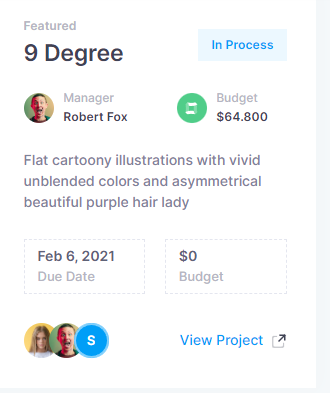 Featured
9 Degree
In Process
Manager
Robert Fox
Budget
$64.800
Flat cartoony illustrations with vivid
unblended colors and asymmetrical
beautiful purple hair lady
Feb 6, 2021
Due Date
$0
Budget
S
View Project